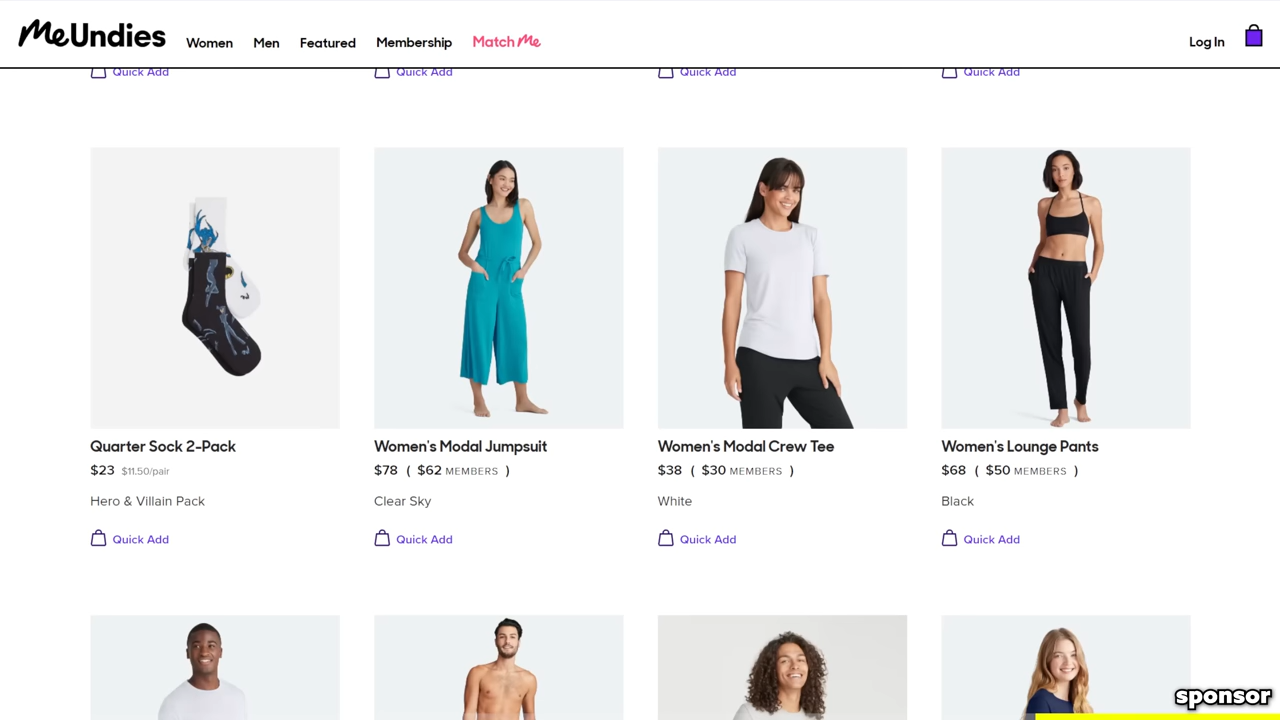 MeUndies Women Men Featured Membership Match Me Log In
Quick Add Quick Add Quick Add Quick Add
Quarter Sock 2-Pack Women's Modal Jumpsuit Women's Modal Crew Tee Women's Lounge Pants
$23 $11.50/pair $78 ( $62 MEMBERS ) $38 ( $30 MEMBERS ) $68 ( $50 MEMBERS )
Hero & Villain Pack Clear Sky White Black
Quick Add Quick Add Quick Add Quick Add
sponsor